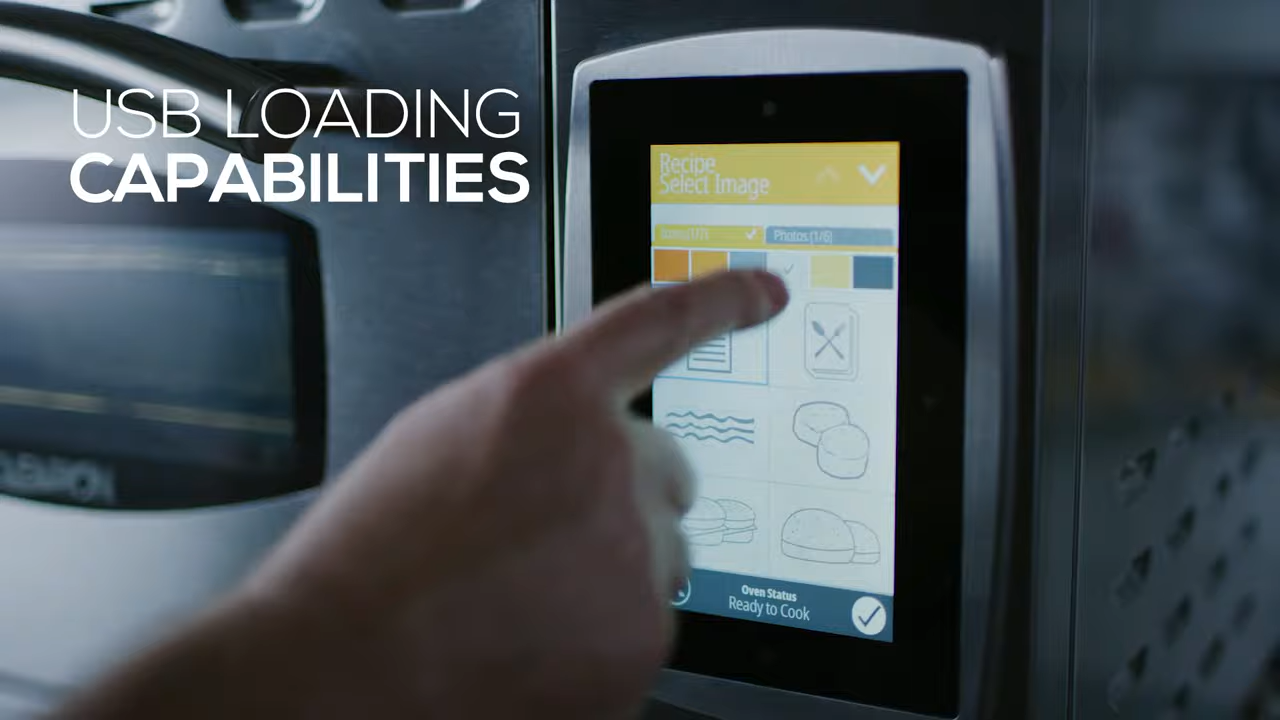 USB LOADING
CAPABILITIES
Recipe
Select Image
Photos (1/6)
Oven Status
Ready to Cook